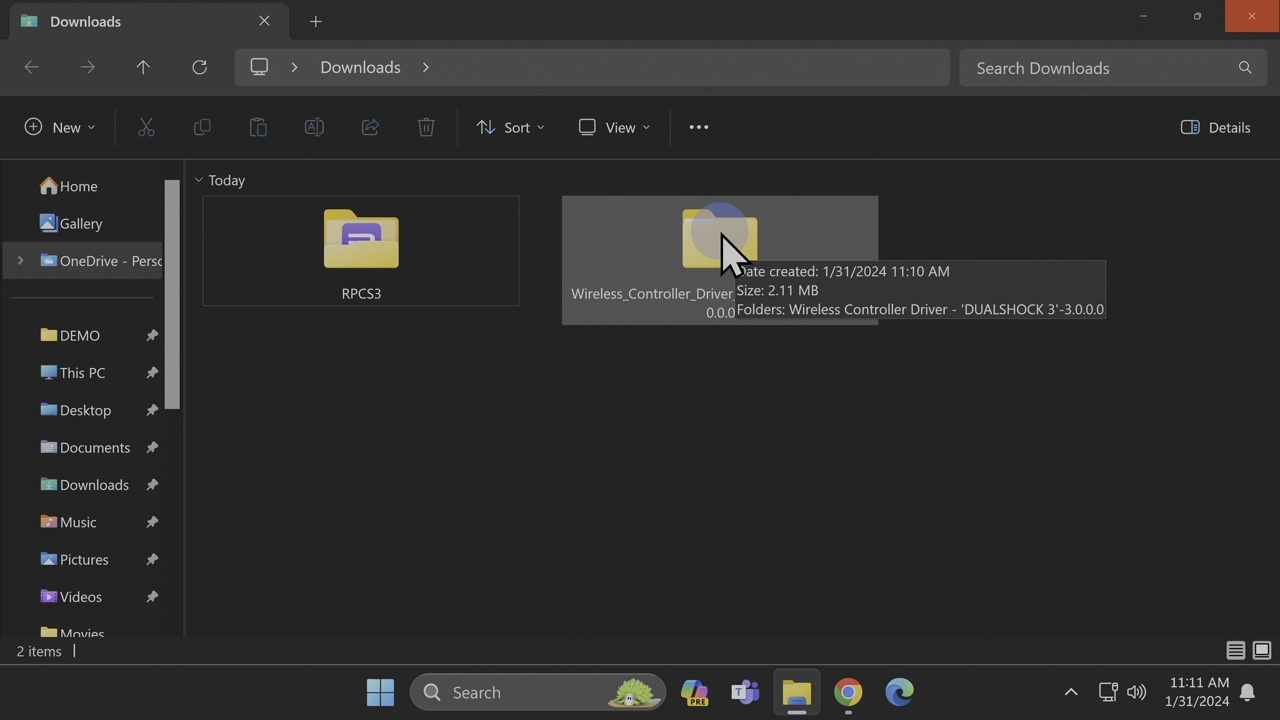 Downloads
Downloads
Search Downloads
New
Sort
View
Details
Home
Gallery
OneDrive - Perso
DEMO
This PC
Desktop
Documents
Downloads
Music
Pictures
Videos
Movies
Today
RPCS3
Wireless_Controller_Driver
0.0.0
Date created: 1/31/2024 11:10 AM
Size: 2.11 MB
Folders: Wireless Controller Driver - 'DUALSHOCK 3'-3.0.0.0
2 items
Search
PRE
11:11 AM
1/31/2024